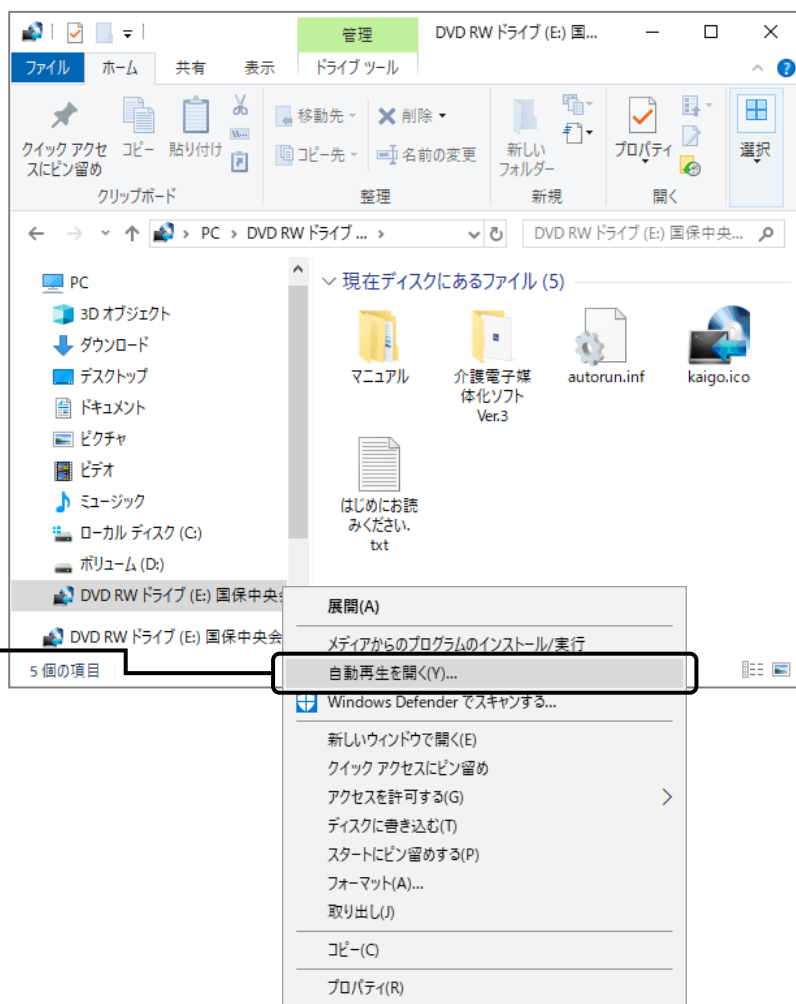 管理
DVD RW ドライブ (E:) 国...
ファイル
ホーム
共有
表示
ドライブ ツール
クイック アクセ
スにピン留め
コピー
貼り付け
移動先
コピー先
削除
名前の変更
新しい
フォルダー
プロパティ
選択
クリップボード
整理
新規
開く
PC › DVD RW ドライブ ... ›
DVD RW ドライブ (E:) 国保中央...
PC
3D オブジェクト
ダウンロード
デスクトップ
ドキュメント
ピクチャ
ビデオ
ミュージック
ローカル ディスク (C:)
ボリューム (D:)
DVD RW ドライブ (E:) 国保中央会
DVD RW ドライブ (E:) 国保中央会
5 個の項目
現在ディスクにあるファイル (5)
マニュアル
介護電子媒
体化ソフト
Ver.3
autorun.inf
kaigo.ico
はじめにお読
みください.
txt
展開(A)
メディアからのプログラムのインストール/実行
自動再生を開く(Y)...
Windows Defender でスキャンする...
新しいウィンドウで開く(E)
クイック アクセスにピン留め
アクセスを許可する(G)
ディスクに書き込む(T)
スタートにピン留めする(P)
フォーマット(A)...
取り出し(J)
コピー(C)
プロパティ(R)